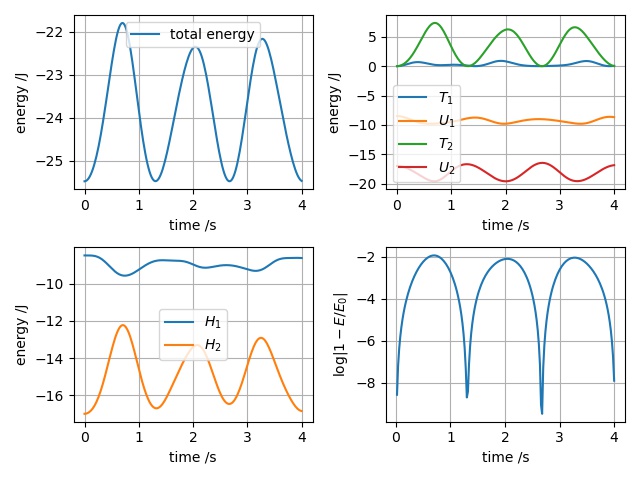 total energy
energy /J
−22
−23
−24
−25
0 1 2 3 4
time /s
T₁
U₁
T₂
U₂
energy /J
5
0
−5
−10
−15
−20
0 1 2 3 4
time /s
H₁
H₂
energy /J
−10
−12
−14
−16
0 1 2 3 4
time /s
log|1 − E/E₀|
−2
−4
−6
−8
0 1 2 3 4
time /s